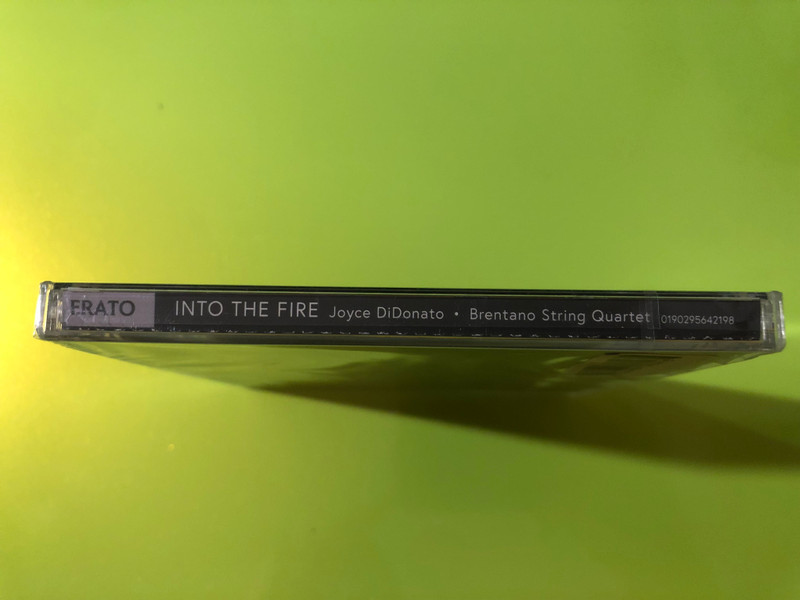 ERATO INTO THE FIRE Joyce DiDonato • Brentano String Quartet 0190295642198